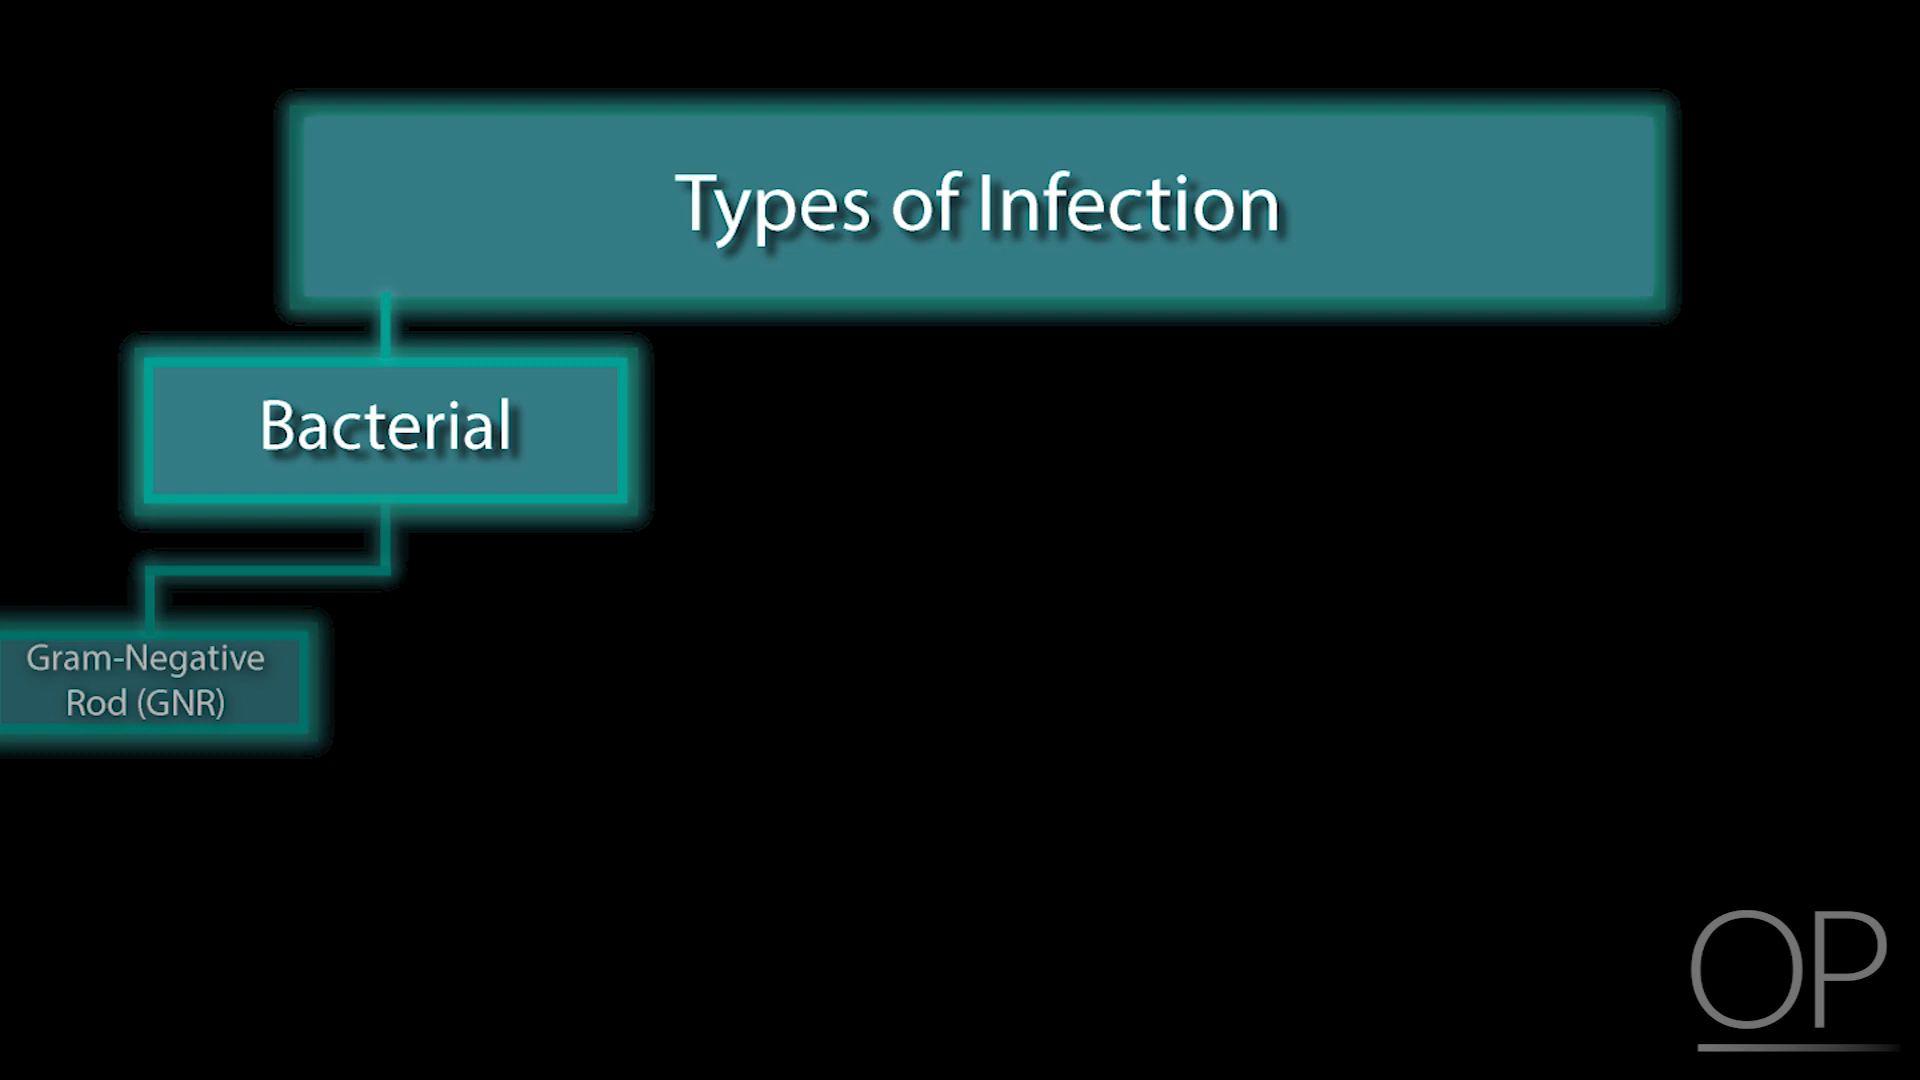 Types of Infection
Bacterial
Gram-Negative
Rod (GNR)
OP